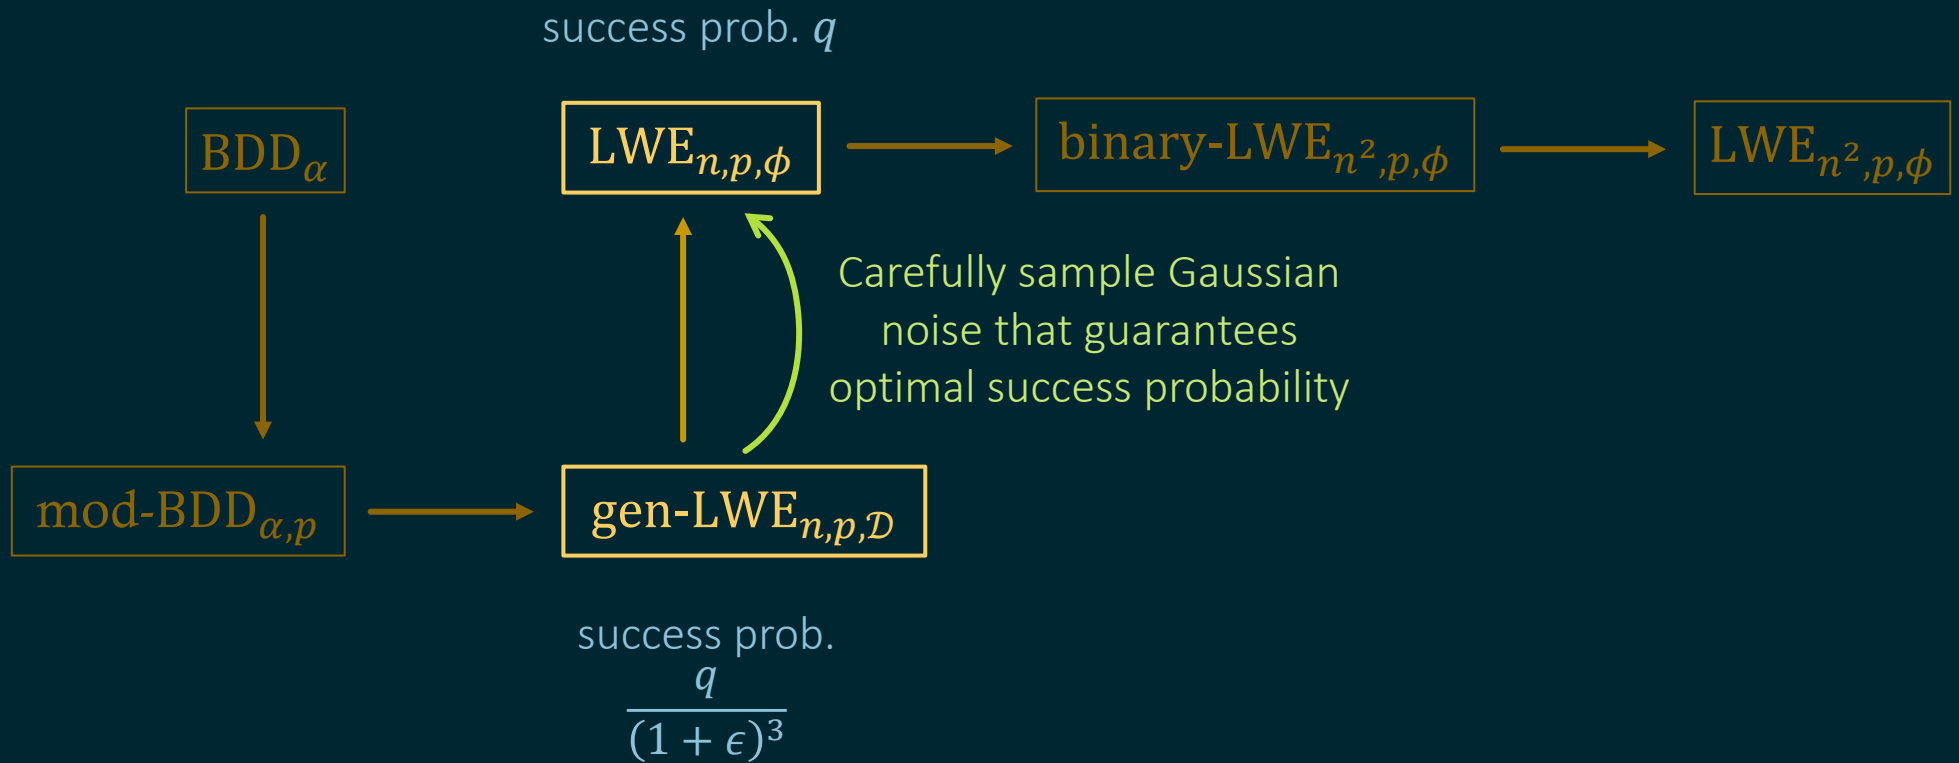 success prob. q
BDD_α
LWE_{n,p,ϕ}
binary-LWE_{n²,p,ϕ}
LWE_{n²,p,ϕ}
Carefully sample Gaussian
noise that guarantees
optimal success probability
mod-BDD_{α,p}
gen-LWE_{n,p,𝒟}
success prob.
q
(1 + ϵ)³